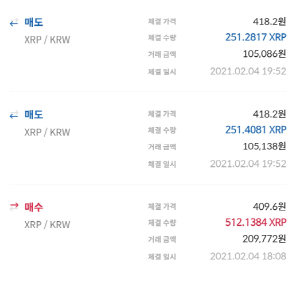 매도 체결 가격 418.2원
XRP / KRW 체결 수량 251.2817 XRP
거래 금액 105,086원
체결 일시 2021.02.04 19:52
매도 체결 가격 418.2원
XRP / KRW 체결 수량 251.4081 XRP
거래 금액 105,138원
체결 일시 2021.02.04 19:52
매수 체결 가격 409.6원
XRP / KRW 체결 수량 512.1384 XRP
거래 금액 209,772원
체결 일시 2021.02.04 18:08